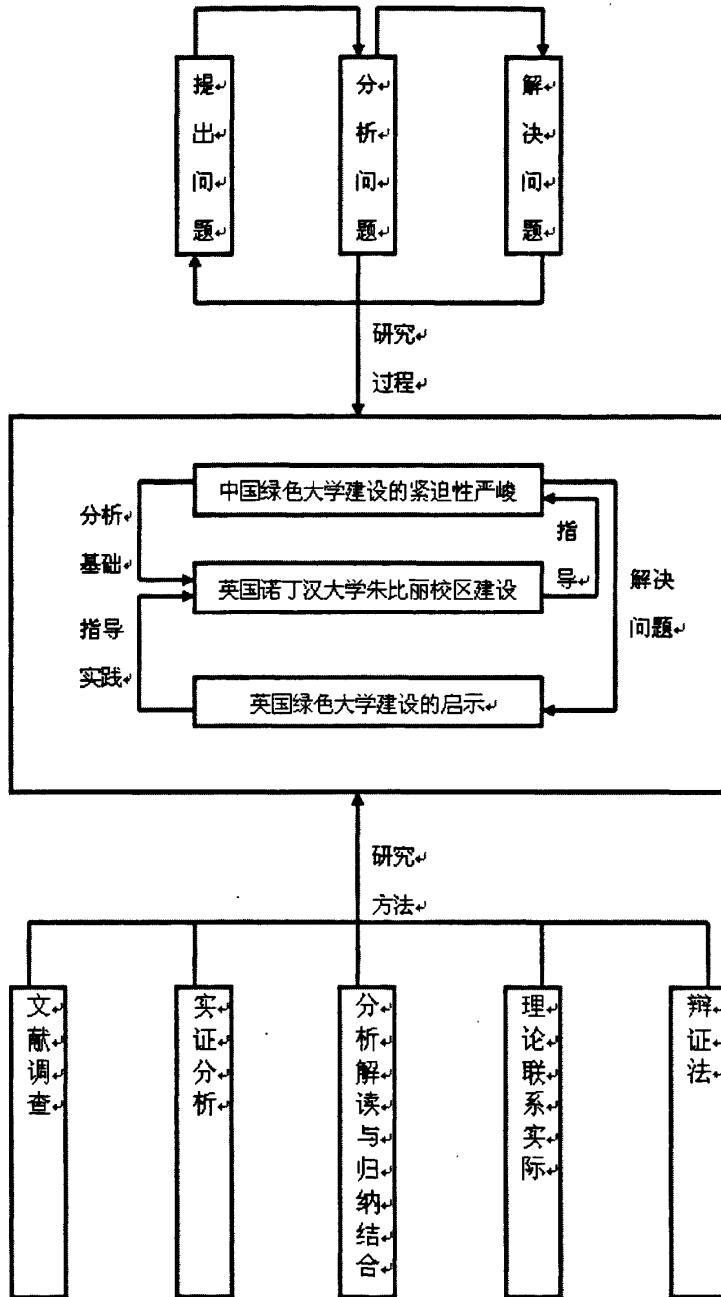 提出问题
分析问题
解决问题
研究
过程
中国绿色大学建设的紧迫性严峻
分析
基础
指导
英国诺丁汉大学朱比丽校区建设
解决
问题
指导
实践
英国绿色大学建设的启示
研究
方法
文献调查
实证分析
分析解读与归纳结合
理论联系实际
辩证法